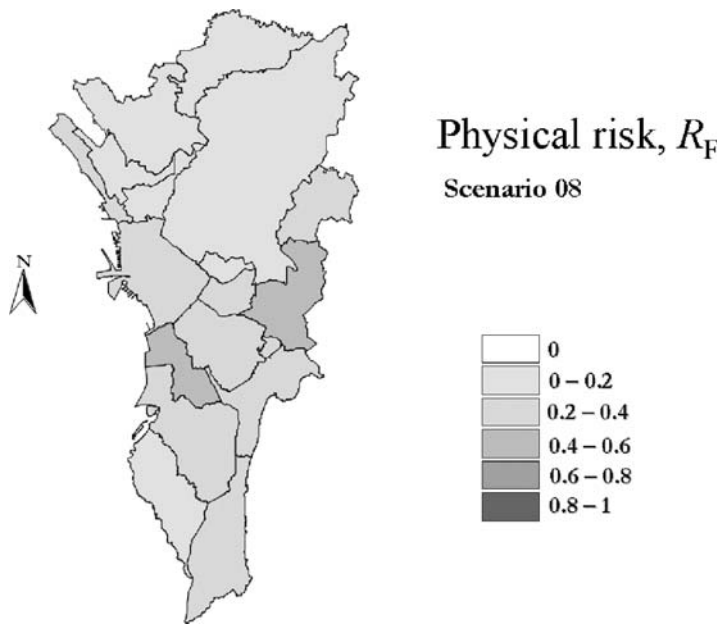 Physical risk, R_F
Scenario 08
N
0
0 – 0.2
0.2 – 0.4
0.4 – 0.6
0.6 – 0.8
0.8 – 1